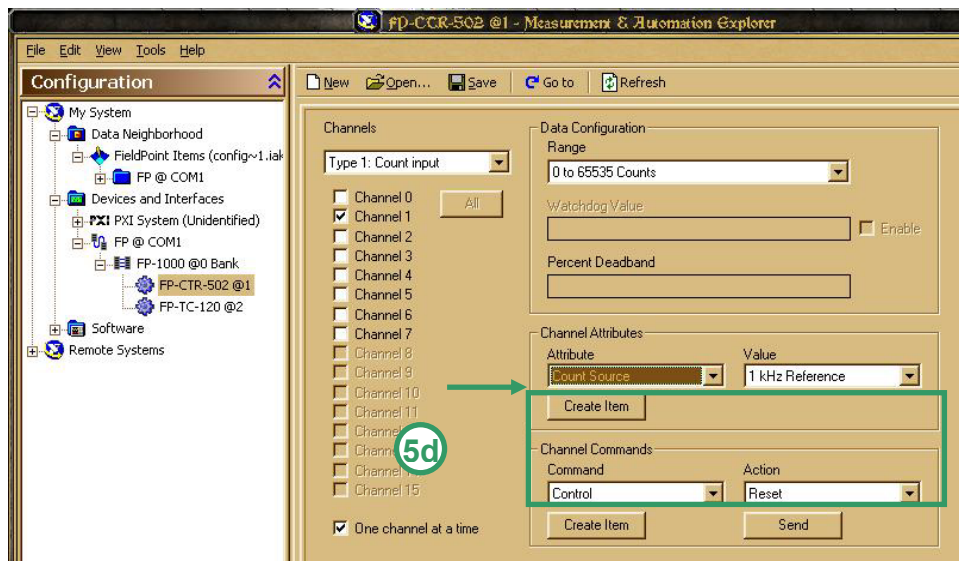 FP-CTR-502 @1 - Measurement & Automation Explorer
File Edit View Tools Help
Configuration
New Open... Save Go to Refresh
My System
Data Neighborhood
FieldPoint Items (config~1.iak
FP @ COM1
Devices and Interfaces
PXI PXI System (Unidentified)
FP @ COM1
FP-1000 @0 Bank
FP-CTR-502 @1
FP-TC-120 @2
Software
Remote Systems
Channels
Type 1: Count input
All
Channel 0
Channel 1
Channel 2
Channel 3
Channel 4
Channel 5
Channel 6
Channel 7
Channel 8
Channel 9
Channel 10
Channel 11
Channel
Chann
Channel
Channel 15
5d
One channel at a time
Data Configuration
Range
0 to 65535 Counts
Watchdog Value
Enable
Percent Deadband
Channel Attributes
Attribute Value
Count Source 1 kHz Reference
Create Item
Channel Commands
Command Action
Control Reset
Create Item Send